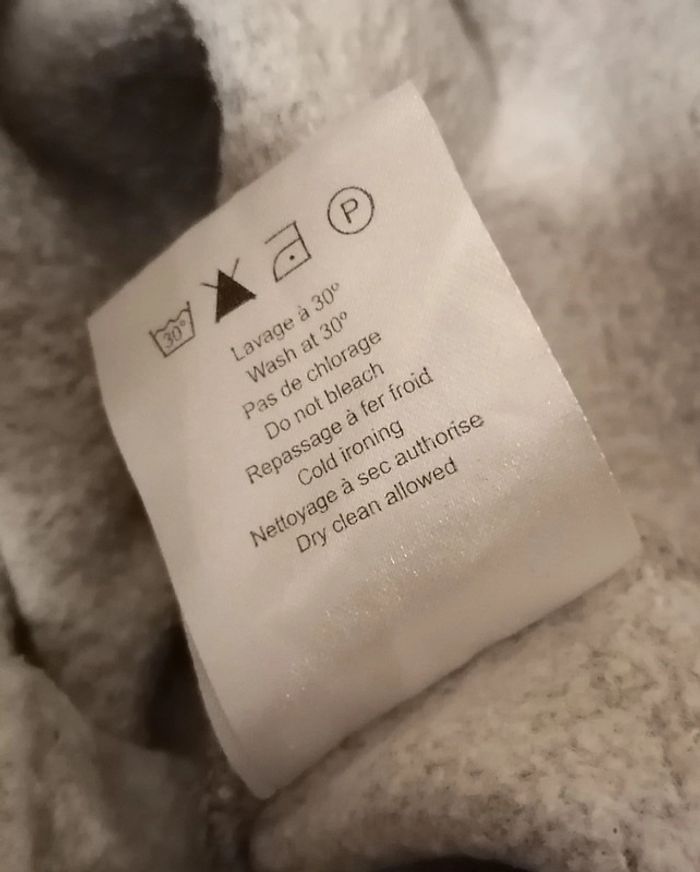 30°
P
Lavage à 30°
Wash at 30°
Pas de chlorage
Do not bleach
Repassage à fer froid
Cold ironing
Nettoyage à sec authorise
Dry clean allowed